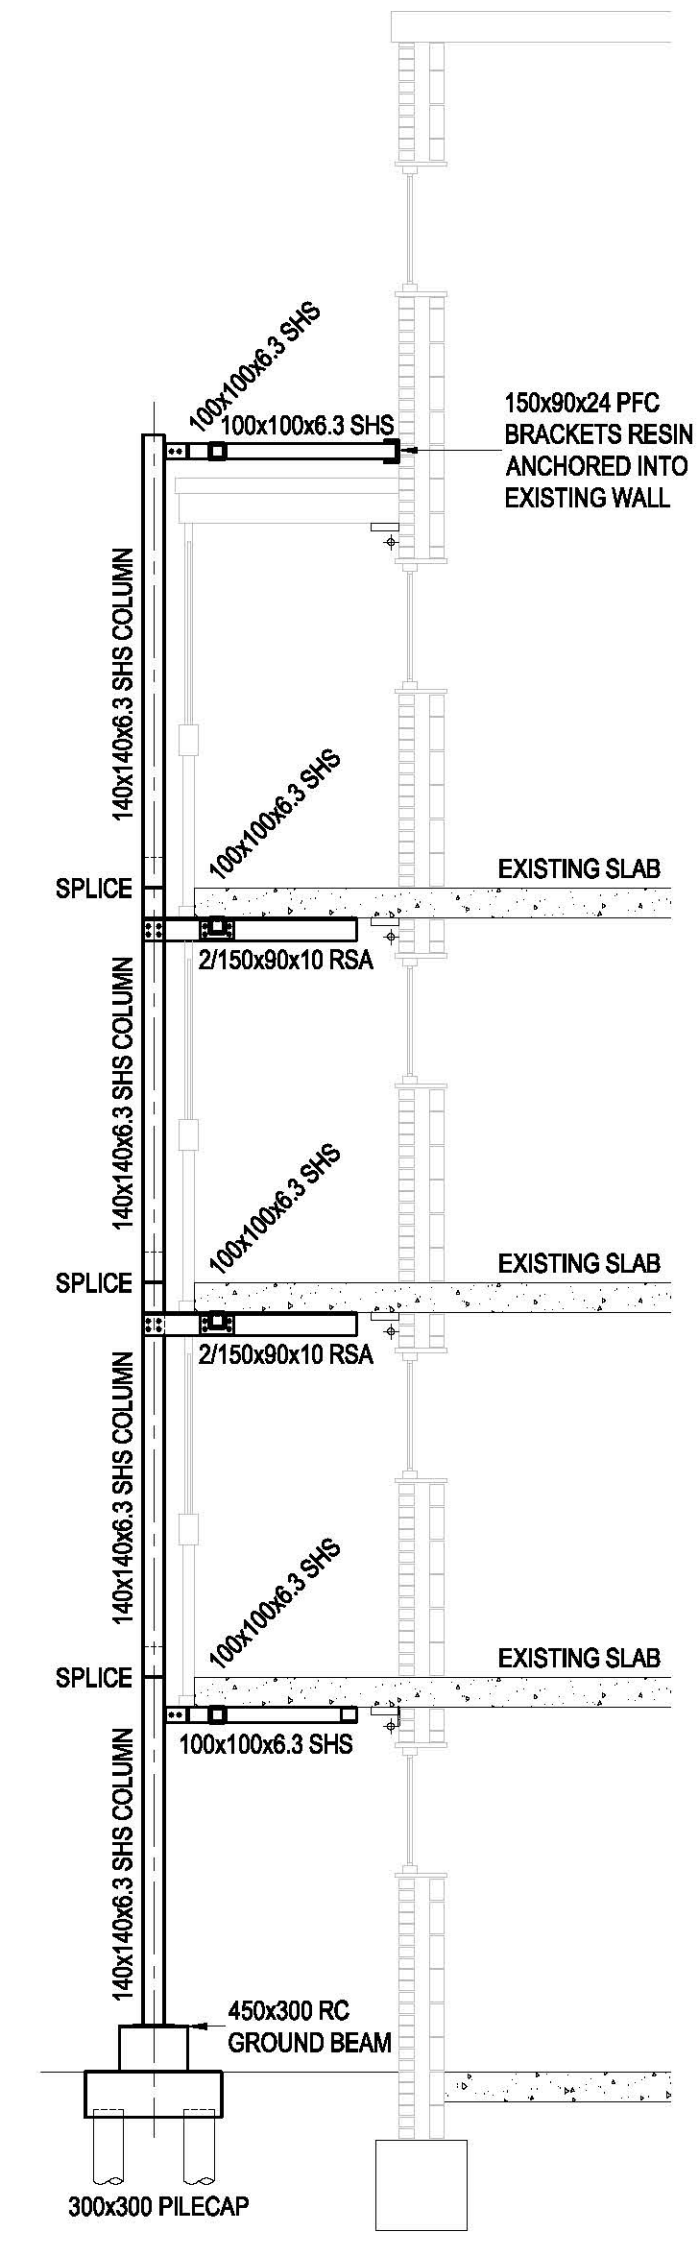 100x100x6.3 SHS
100x100x6.3 SHS
150x90x24 PFC
BRACKETS RESIN
ANCHORED INTO
EXISTING WALL
140x140x6.3 SHS COLUMN
100x100x6.3 SHS
SPLICE
EXISTING SLAB
2/150x90x10 RSA
140x140x6.3 SHS COLUMN
100x100x6.3 SHS
SPLICE
EXISTING SLAB
2/150x90x10 RSA
140x140x6.3 SHS COLUMN
100x100x6.3 SHS
SPLICE
EXISTING SLAB
100x100x6.3 SHS
140x140x6.3 SHS COLUMN
450x300 RC
GROUND BEAM
300x300 PILECAP